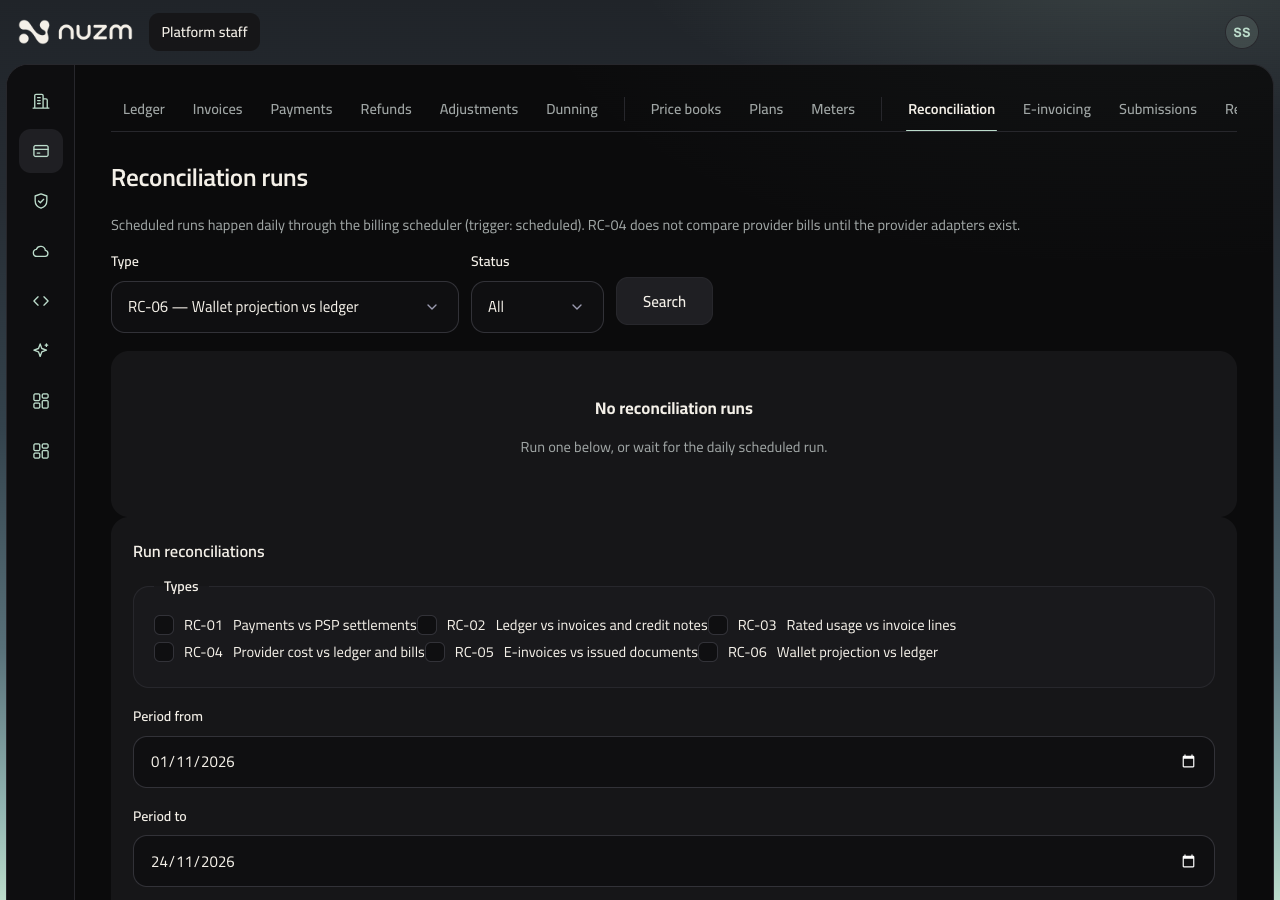 nuzm Platform staff SS
Ledger Invoices Payments Refunds Adjustments Dunning Price books Plans Meters Reconciliation E-invoicing Submissions
Reconciliation runs
Scheduled runs happen daily through the billing scheduler (trigger: scheduled). RC-04 does not compare provider bills until the provider adapters exist.
Type Status
RC-06 — Wallet projection vs ledger All Search
No reconciliation runs
Run one below, or wait for the daily scheduled run.
Run reconciliations
Types
RC-01 Payments vs PSP settlements RC-02 Ledger vs invoices and credit notes RC-03 Rated usage vs invoice lines
RC-04 Provider cost vs ledger and bills RC-05 E-invoices vs issued documents RC-06 Wallet projection vs ledger
Period from
01/11/2026
Period to
24/11/2026